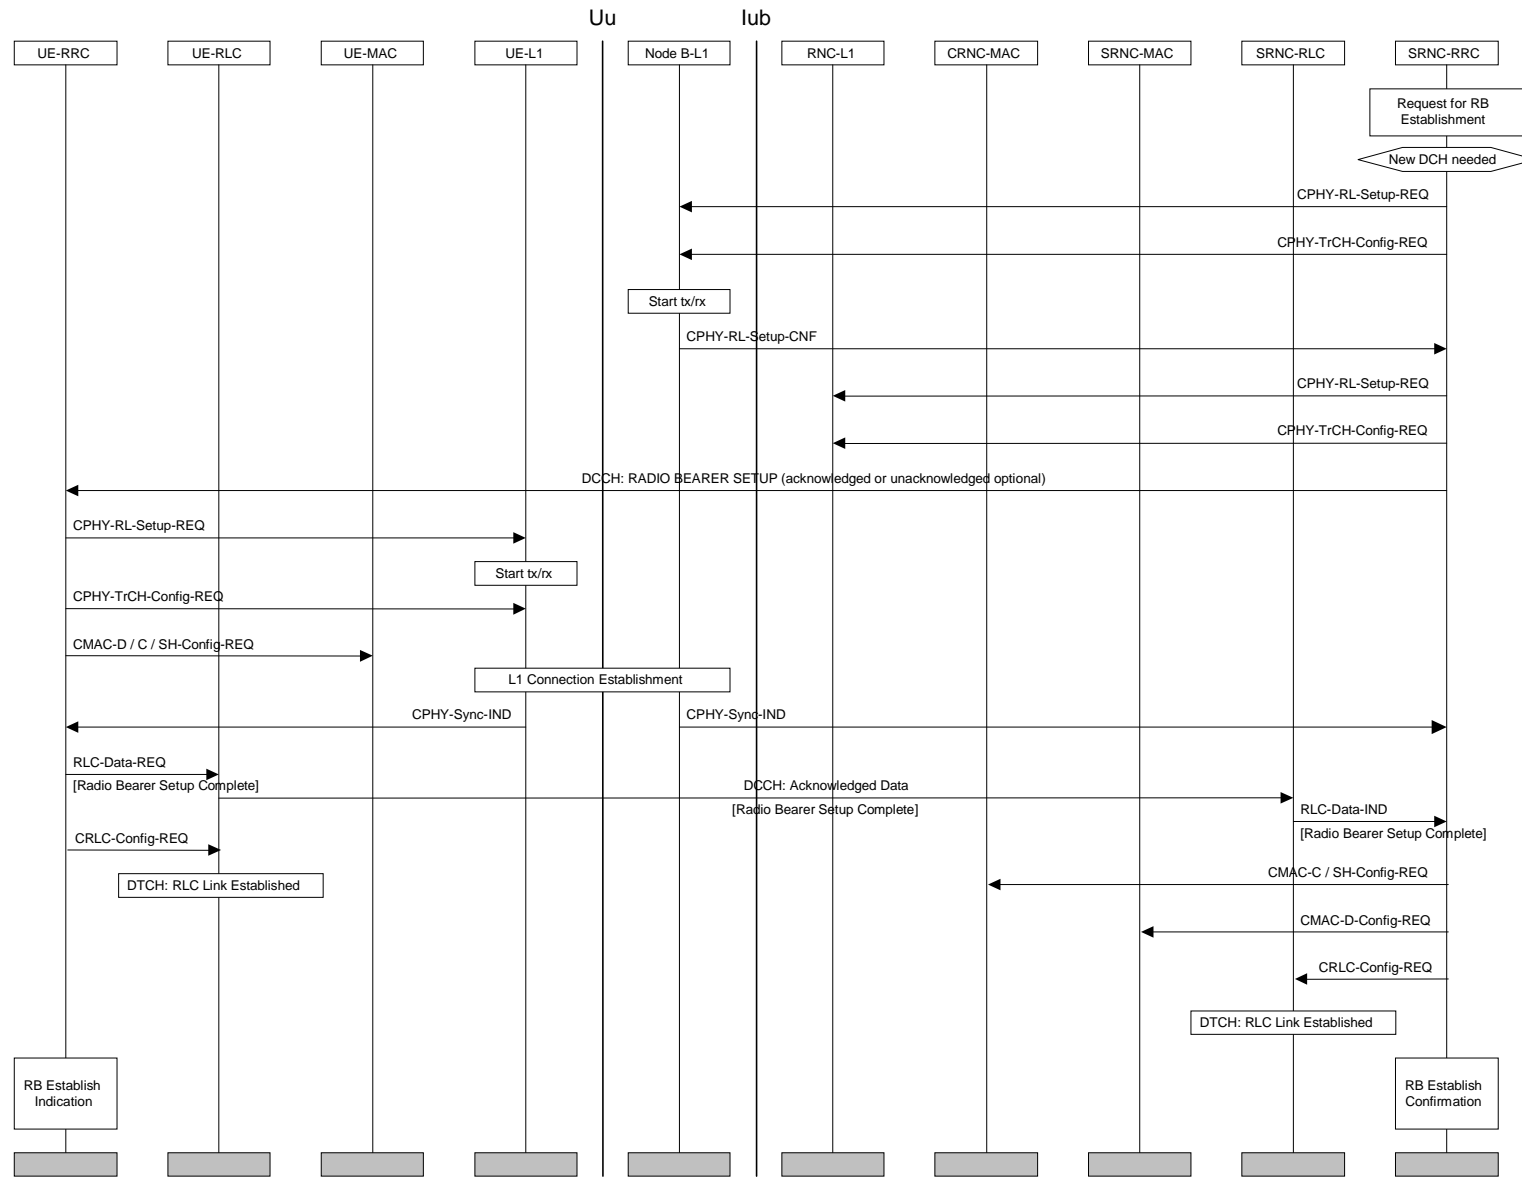 Uu
Iub
UE-RRC
UE-RLC
UE-MAC
UE-L1
Node B-L1
RNC-L1
CRNC-MAC
SRNC-MAC
SRNC-RLC
SRNC-RRC
Request for RB
Establishment
New DCH needed
CPHY-RL-Setup-REQ
CPHY-TrCH-Config-REQ
Start tx/rx
CPHY-RL-Setup-CNF
CPHY-RL-Setup-REQ
CPHY-TrCH-Config-REQ
DCCH: RADIO BEARER SETUP (acknowledged or unacknowledged optional)
CPHY-RL-Setup-REQ
Start tx/rx
CPHY-TrCH-Config-REQ
CMAC-D / C / SH-Config-REQ
L1 Connection Establishment
CPHY-Sync-IND
CPHY-Sync-IND
RLC-Data-REQ
[Radio Bearer Setup Complete]
DCCH: Acknowledged Data
[Radio Bearer Setup Complete]
RLC-Data-IND
[Radio Bearer Setup Complete]
CRLC-Config-REQ
DTCH: RLC Link Established
CMAC-C / SH-Config-REQ
CMAC-D-Config-REQ
CRLC-Config-REQ
DTCH: RLC Link Established
RB Establish
Indication
RB Establish
Confirmation